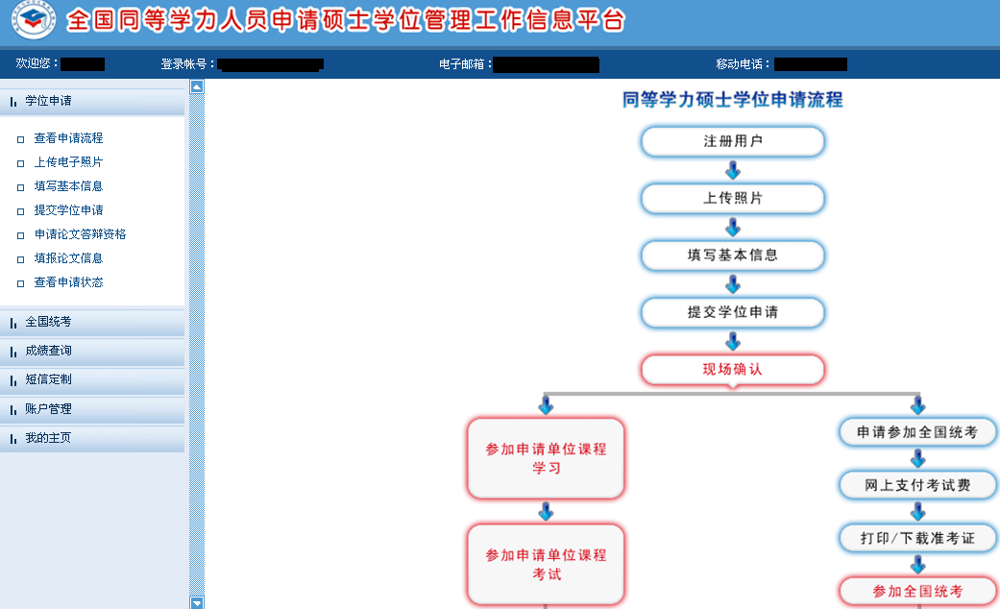 全国同等学力人员申请硕士学位管理工作信息平台
欢迎您：
登录帐号：
电子邮箱：
移动电话：
学位申请
查看申请流程
上传电子照片
填写基本信息
提交学位申请
申请论文答辩资格
填报论文信息
查看申请状态
全国统考
成绩查询
短信定制
账户管理
我的主页
同等学力硕士学位申请流程
注册用户
上传照片
填写基本信息
提交学位申请
现场确认
参加申请单位课程
学习
参加申请单位课程
考试
申请参加全国统考
网上支付考试费
打印/下载准考证
参加全国统考